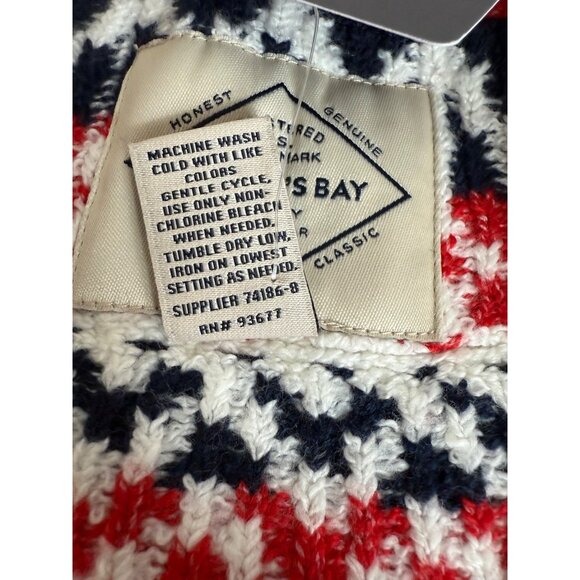 HONEST
GENUINE
CLASSIC
MARK
'S BAY
MACHINE WASH
COLD WITH LIKE
COLORS
GENTLE CYCLE,
USE ONLY NON-
CHLORINE BLEACH
WHEN NEEDED.
TUMBLE DRY LOW,
IRON ON LOWEST
SETTING AS NEEDED.
SUPPLIER 74186-8
RN# 93677